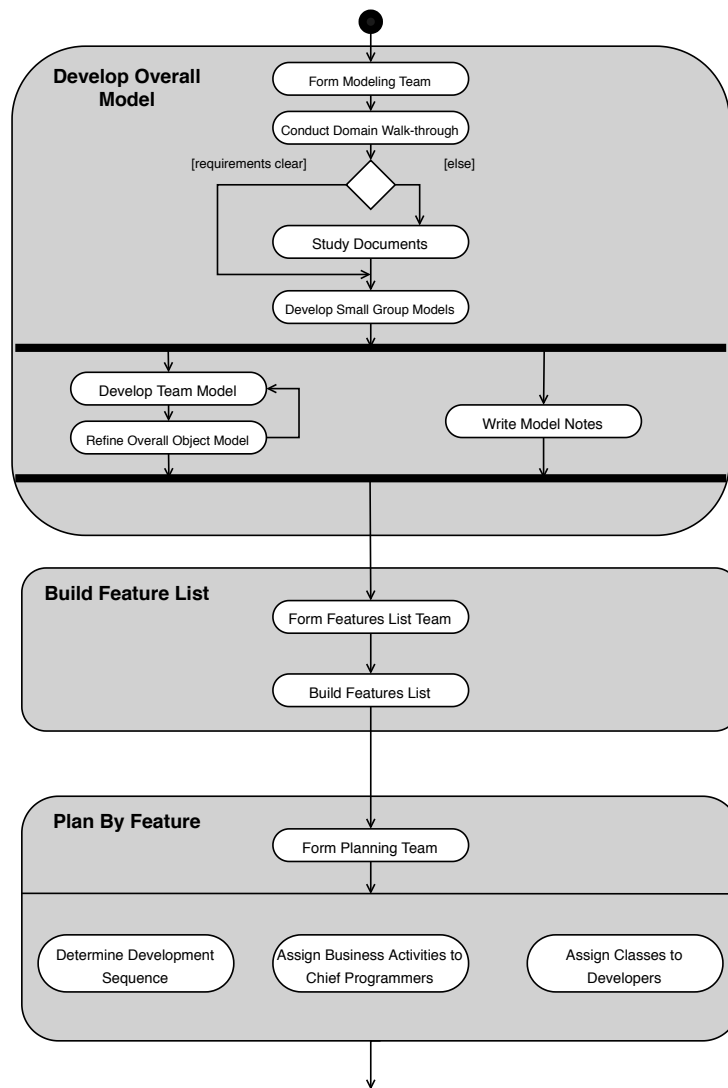 Develop Overall
Model
Form Modeling Team
Conduct Domain Walk-through
[requirements clear]
[else]
Study Documents
Develop Small Group Models
Develop Team Model
Refine Overall Object Model
Write Model Notes
Build Feature List
Form Features List Team
Build Features List
Plan By Feature
Form Planning Team
Determine Development
Sequence
Assign Business Activities to
Chief Programmers
Assign Classes to
Developers